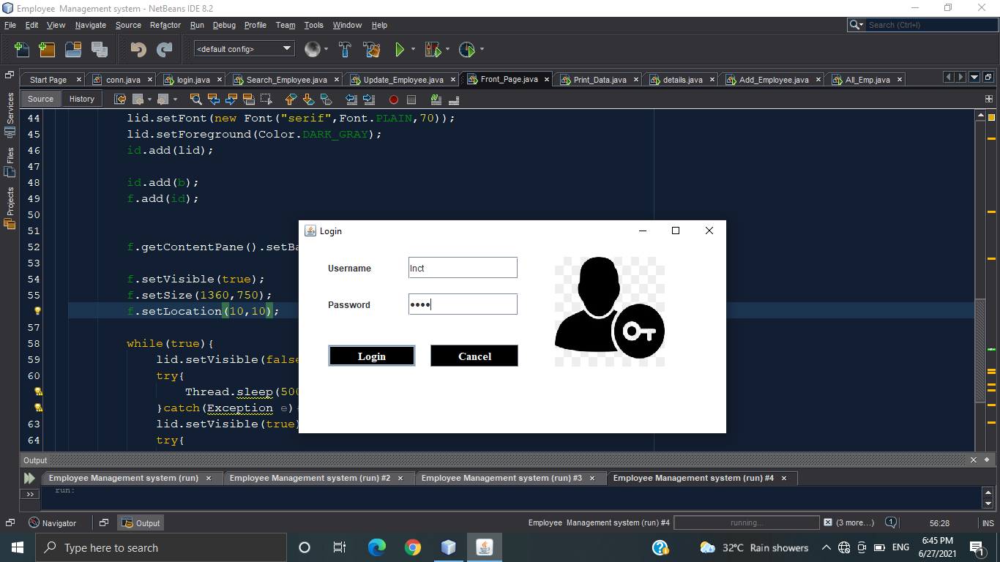 Employee  Management system - NetBeans IDE 8.2
File Edit View Navigate Source Refactor Run Debug Profile Team Tools Window Help
Search (Ctrl+I)
<default config>
Start Page conn.java login.java Search_Employee.java Update_Employee.java Front_Page.java Print_Data.java details.java Add_Employee.java All_Emp.java
Source History
Services
Files
Projects
44 lid.setFont(new Font("serif",Font.PLAIN,70));
45 lid.setForeground(Color.DARK_GRAY);
46 id.add(lid);
47
48 id.add(b);
49 f.add(id);
50
51
52 f.getContentPane().setBa
53
54 f.setVisible(true);
55 f.setSize(1360,750);
f.setLocation(10,10);
57
58 while(true){
59 lid.setVisible(false
60 try{
Thread.sleep(500
}catch(Exception e){
63 lid.setVisible(true)
64 try{
Login
Username
lnct
Password
••••
Login Cancel
Output
Employee Management system (run) Employee Management system (run) #2 Employee Management system (run) #3 Employee Management system (run) #4
>> run:
Navigator Output Employee  Management system (run) #4 running... (3 more...) 1 56:28 INS
Type here to search
32°C Rain showers ENG
6:45 PM
6/27/2021
1